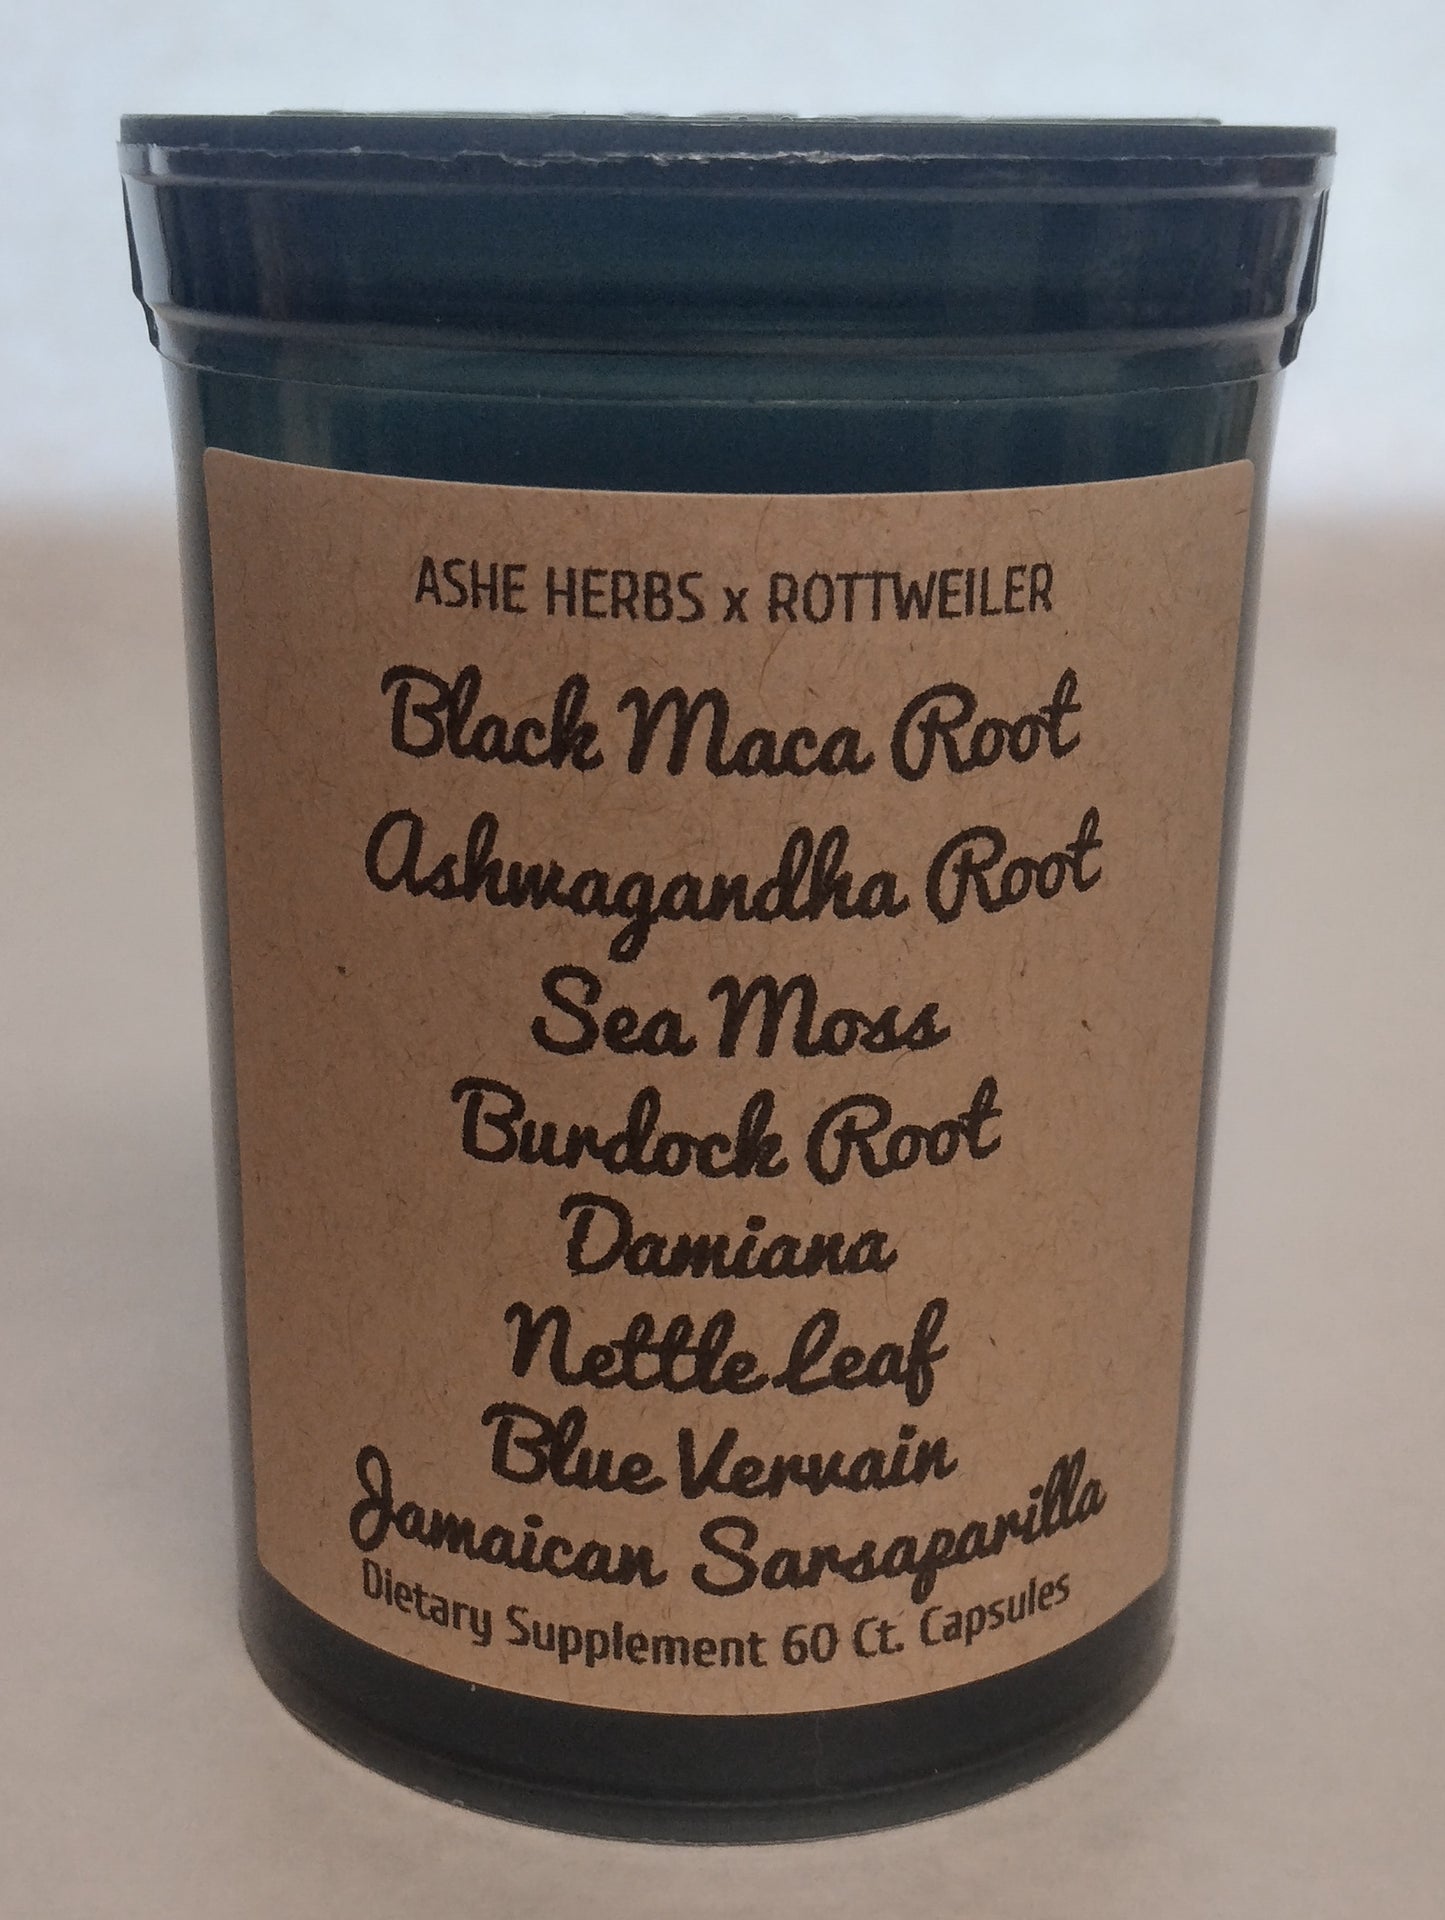 ASHE HERBS x ROTTWEILER
Black Maca Root
Ashwagandha Root
Sea Moss
Burdock Root
Damiana
Nettle Leaf
Blue Vervain
Jamaican Sarsaparilla
Dietary Supplement 60 Ct. Capsules